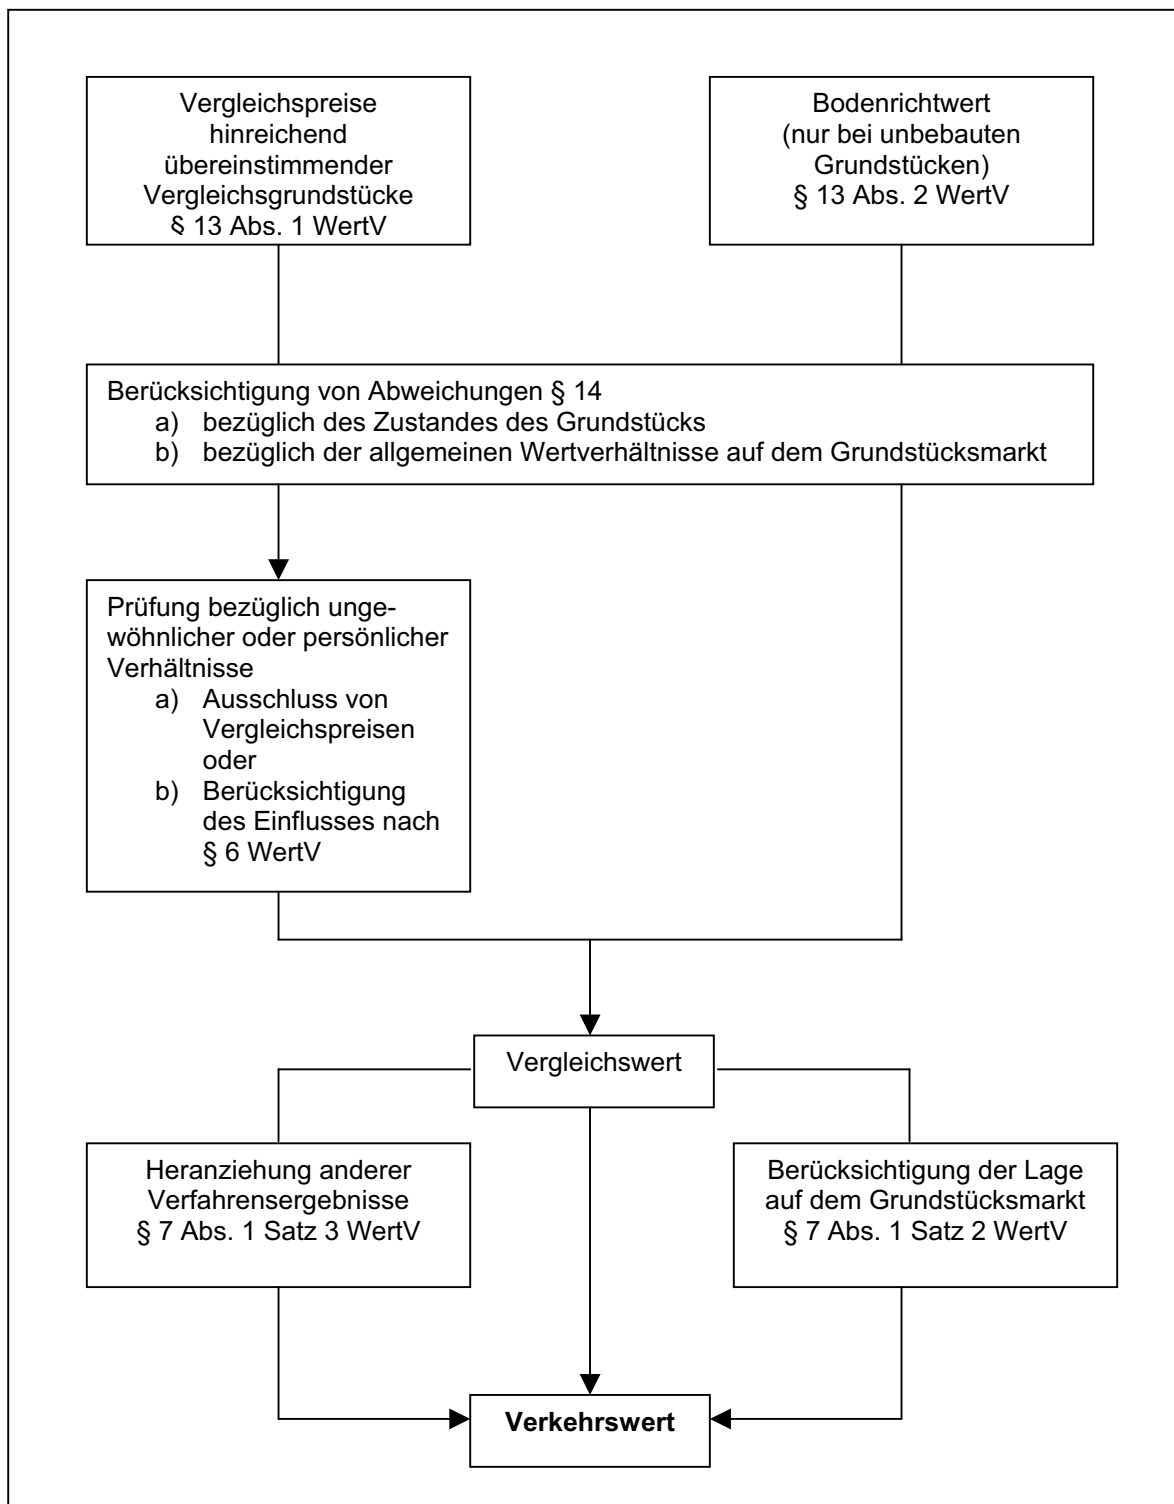 Vergleichspreise
hinreichend
übereinstimmender
Vergleichsgrundstücke
§ 13 Abs. 1 WertV
Bodenrichtwert
(nur bei unbebauten
Grundstücken)
§ 13 Abs. 2 WertV
Berücksichtigung von Abweichungen § 14
a) bezüglich des Zustandes des Grundstücks
b) bezüglich der allgemeinen Wertverhältnisse auf dem Grundstücksmarkt
Prüfung bezüglich unge-
wöhnlicher oder persönlicher
Verhältnisse
a) Ausschluss von
Vergleichspreisen
oder
b) Berücksichtigung
des Einflusses nach
§ 6 WertV
Vergleichswert
Heranziehung anderer
Verfahrensergebnisse
§ 7 Abs. 1 Satz 3 WertV
Berücksichtigung der Lage
auf dem Grundstücksmarkt
§ 7 Abs. 1 Satz 2 WertV
Verkehrswert